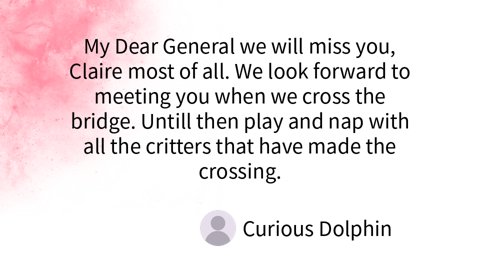 My Dear General we will miss you,
Claire most of all. We look forward to
meeting you when we cross the
bridge. Untill then play and nap with
all the critters that have made the
crossing.
Curious Dolphin